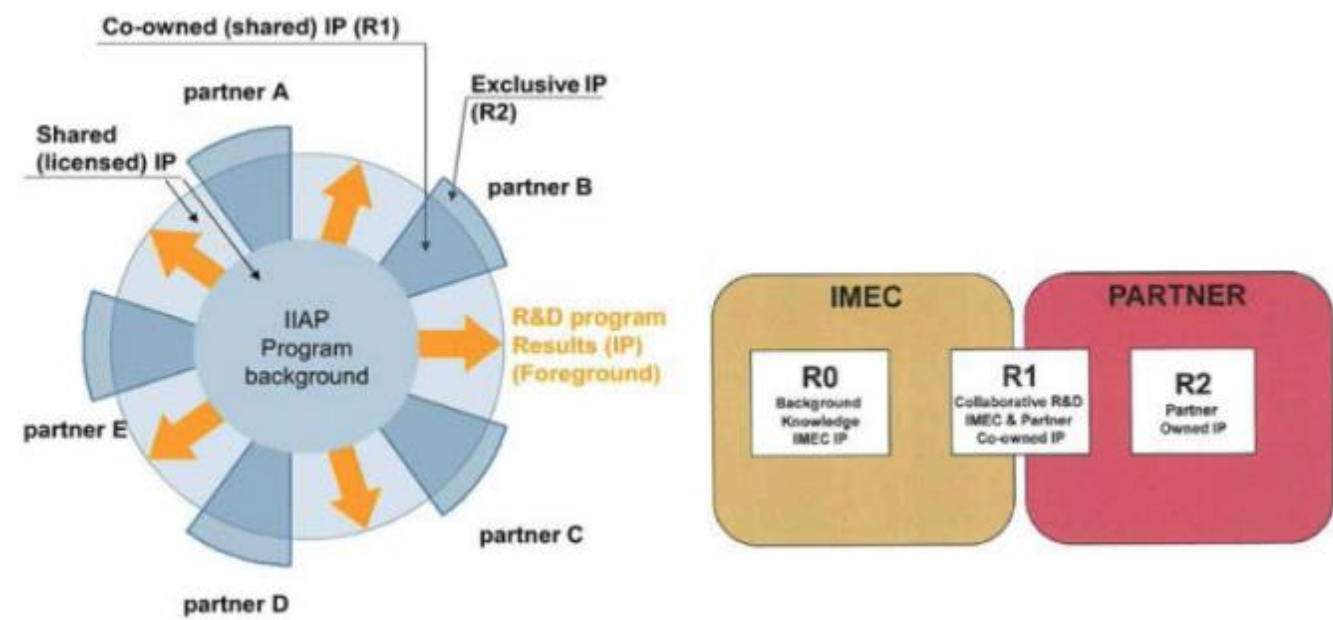 Co-owned (shared) IP (R1)
partner A
Exclusive IP
(R2)
Shared
(licensed) IP
partner B
IIAP
Program
background
R&D program
Results (IP)
(Foreground)
partner E
partner C
partner D
IMEC
R0
Background
Knowledge
IMEC IP
R1
Collaborative R&D
IMEC & Partner
Co-owned IP
PARTNER
R2
Partner
Owned IP